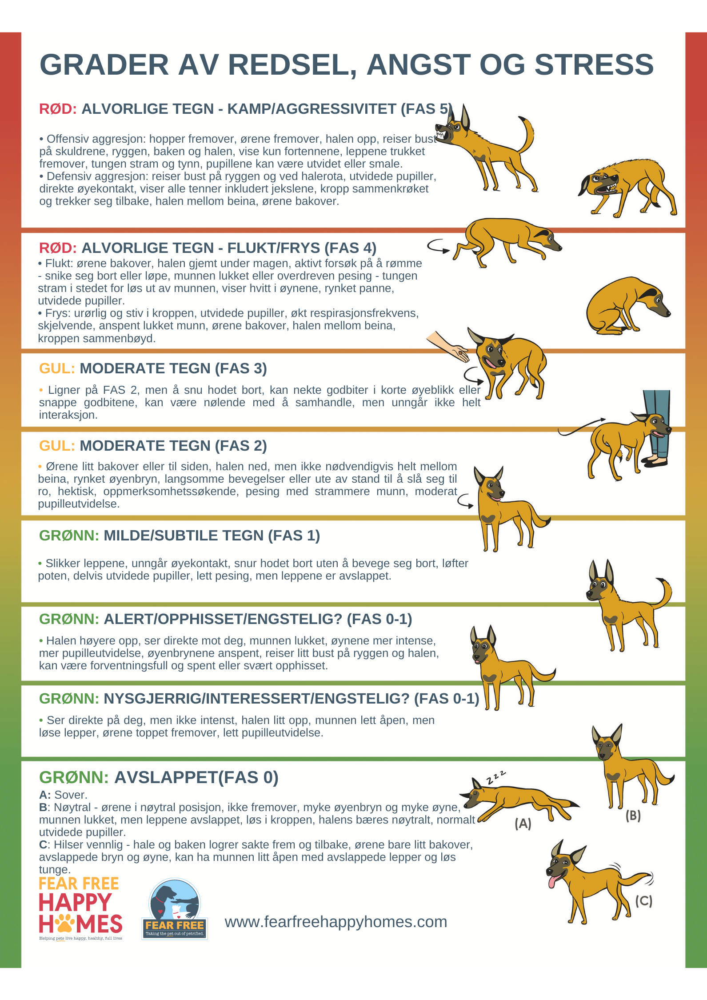 GRADER AV REDSEL, ANGST OG STRESS
RØD: ALVORLIGE TEGN - KAMP/AGGRESSIVITET (FAS 5)
• Offensiv aggresjon: hopper fremover, ørene fremover, halen opp, reiser bust
på skuldrene, ryggen, baken og halen, vise kun fortennene, leppene trukket
fremover, tungen stram og tynn, pupillene kan være utvidet eller smale.
• Defensiv aggresjon: reiser bust på ryggen og ved halerota, utvidede pupiller,
direkte øyekontakt, viser alle tenner inkludert jekslene, kropp sammenkrøket
og trekker seg tilbake, halen mellom beina, ørene bakover.
RØD: ALVORLIGE TEGN - FLUKT/FRYS (FAS 4)
• Flukt: ørene bakover, halen gjemt under magen, aktivt forsøk på å rømme
- snike seg bort eller løpe, munnen lukket eller overdreven pesing - tungen
stram i stedet for løs ut av munnen, viser hvitt i øynene, rynket panne,
utvidede pupiller.
• Frys: urørlig og stiv i kroppen, utvidede pupiller, økt respirasjonsfrekvens,
skjelvende, anspent lukket munn, ørene bakover, halen mellom beina,
kroppen sammenbøyd.
GUL: MODERATE TEGN (FAS 3)
• Ligner på FAS 2, men å snu hodet bort, kan nekte godbiter i korte øyeblikk eller
snappe godbitene, kan være nølende med å samhandle, men unngår ikke helt
interaksjon.
GUL: MODERATE TEGN (FAS 2)
• Ørene litt bakover eller til siden, halen ned, men ikke nødvendigvis helt mellom
beina, rynket øyenbryn, langsomme bevegelser eller ute av stand til å slå seg til
ro, hektisk, oppmerksomhetssøkende, pesing med strammere munn, moderat
pupilleutvidelse.
GRØNN: MILDE/SUBTILE TEGN (FAS 1)
• Slikker leppene, unngår øyekontakt, snur hodet bort uten å bevege seg bort, løfter
poten, delvis utvidede pupiller, lett pesing, men leppene er avslappet.
GRØNN: ALERT/OPPHISSET/ENGSTELIG? (FAS 0-1)
• Halen høyere opp, ser direkte mot deg, munnen lukket, øynene mer intense,
mer pupilleutvidelse, øyenbrynene anspent, reiser litt bust på ryggen og halen,
kan være forventningsfull og spent eller svært opphisset.
GRØNN: NYSGJERRIG/INTERESSERT/ENGSTELIG? (FAS 0-1)
• Ser direkte på deg, men ikke intenst, halen litt opp, munnen lett åpen, men
løse lepper, ørene toppet fremover, lett pupilleutvidelse.
GRØNN: AVSLAPPET(FAS 0)
A: Sover.
B: Nøytral - ørene i nøytral posisjon, ikke fremover, myke øyenbryn og myke øyne,
munnen lukket, men leppene avslappet, løs i kroppen, halens bæres nøytralt, normalt
utvidede pupiller.
C: Hilser vennlig - hale og baken logrer sakte frem og tilbake, ørene bare litt bakover,
avslappede bryn og øyne, kan ha munnen litt åpen med avslappede lepper og løs
tunge.
zzz
(A)
(B)
(C)
FEAR FREE
HAPPY
HOMES
Helping pets live happy, healthy, full lives
FEAR FREE
Taking the pet out of petrified.
www.fearfreehappyhomes.com